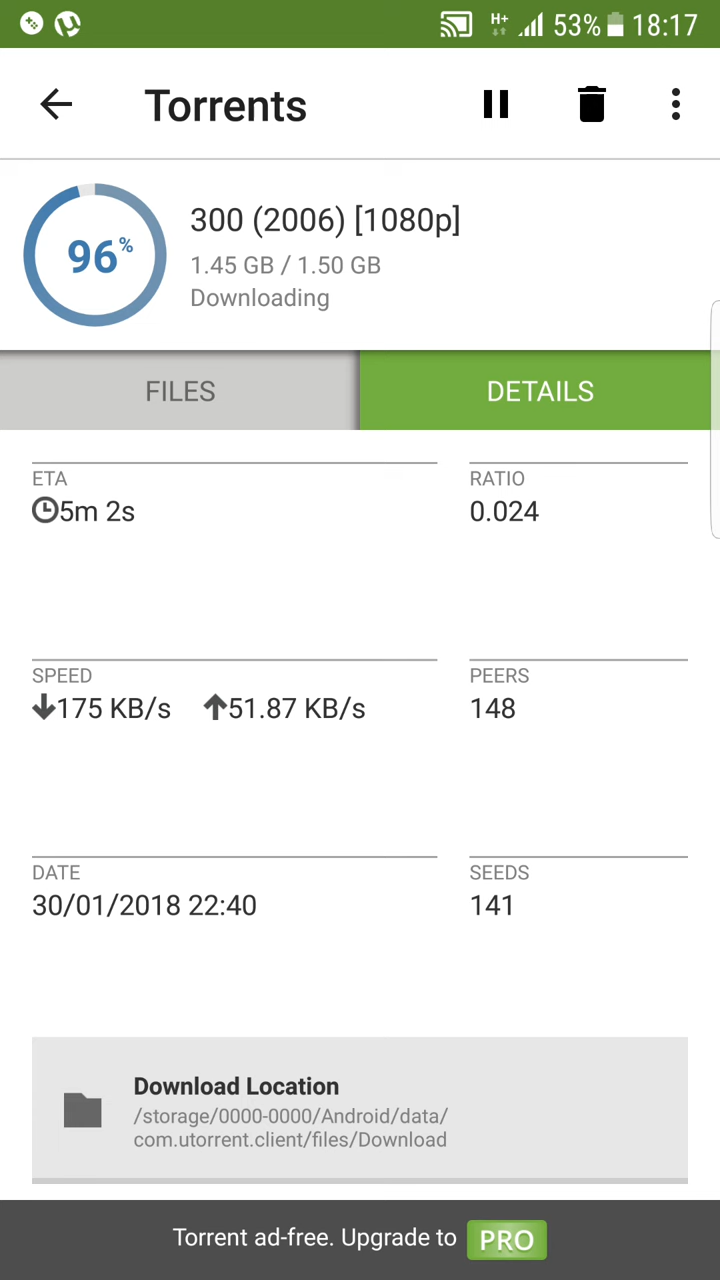 H+ 53% 18:17
Torrents
96%
300 (2006) [1080p]
1.45 GB / 1.50 GB
Downloading
FILES
DETAILS
ETA
5m 2s
RATIO
0.024
SPEED
175 KB/s 51.87 KB/s
PEERS
148
DATE
30/01/2018 22:40
SEEDS
141
Download Location
/storage/0000-0000/Android/data/
com.utorrent.client/files/Download
Torrent ad-free. Upgrade to PRO